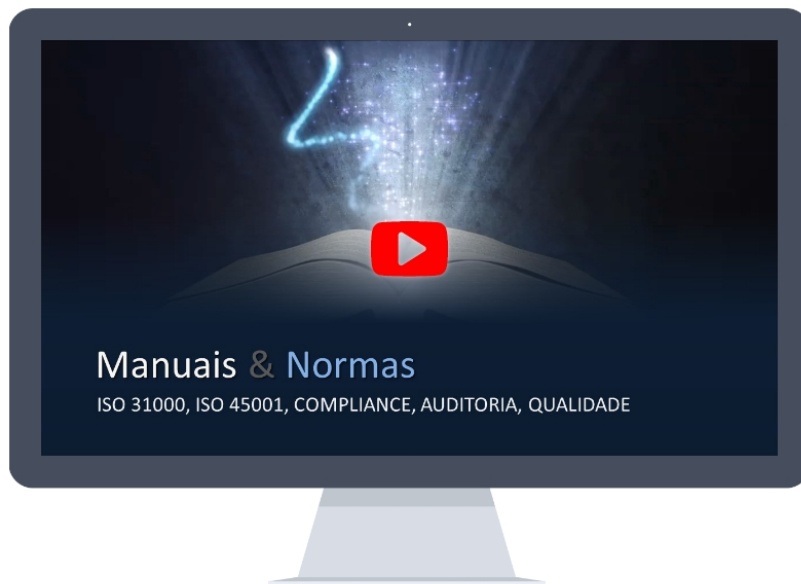 Manuais & Normas
ISO 31000, ISO 45001, COMPLIANCE, AUDITORIA, QUALIDADE